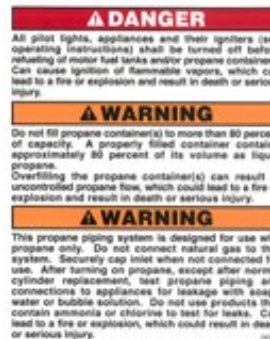 DANGER
All pilot lights, appliances and their igniters (see
operating instructions) shall be turned off before
refueling of motor fuel tanks and/or propane containers.
Can cause ignition of flammable vapors, which can
lead to a fire or explosion and result in death or serious
injury.
WARNING
Do not fill propane container(s) to more than 80 percent
of capacity. A properly filled container contains
approximately 80 percent of its volume as liquid
propane.
Overfilling the propane container(s) can result in
uncontrolled propane flow, which could lead to a fire or
explosion and result in death or serious injury.
WARNING
This propane piping system is designed for use with
propane only. Do not connect natural gas to this
system. Securely cap inlet when not connected for
use. After turning on propane, except after normal
cylinder replacement, test propane piping and
connections to appliances for leakage with soapy
water or bubble solution. Do not use products that
contain ammonia or chlorine to test for leaks. Can
lead to a fire or explosion, which could result in death
or serious injury.